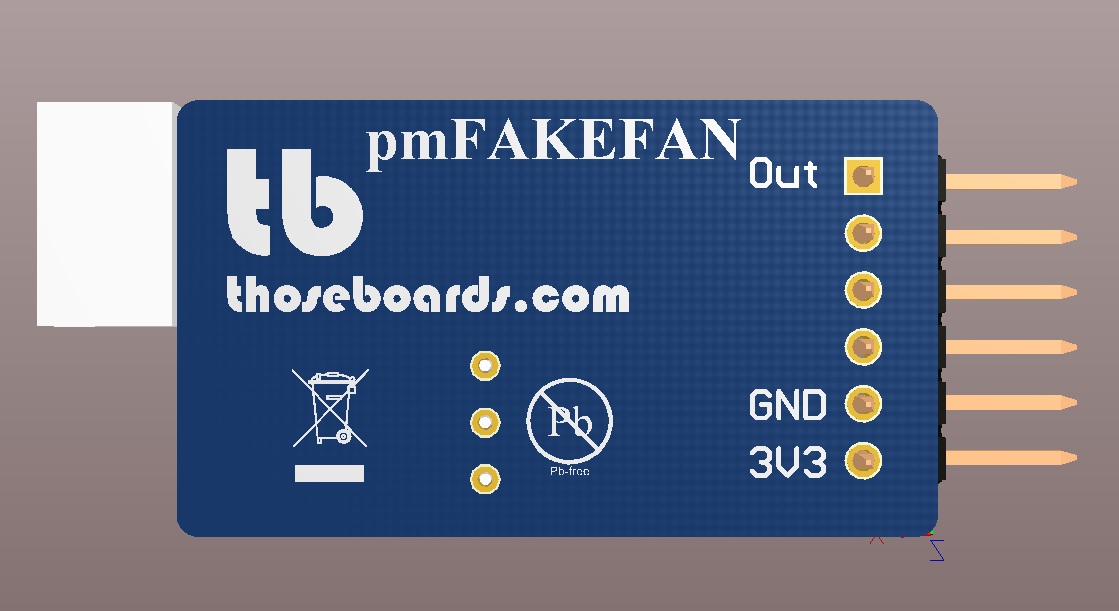 pmFAKEFAN
Out
tb
thoseboards.com
Pb
Pb-free
GND
3V3